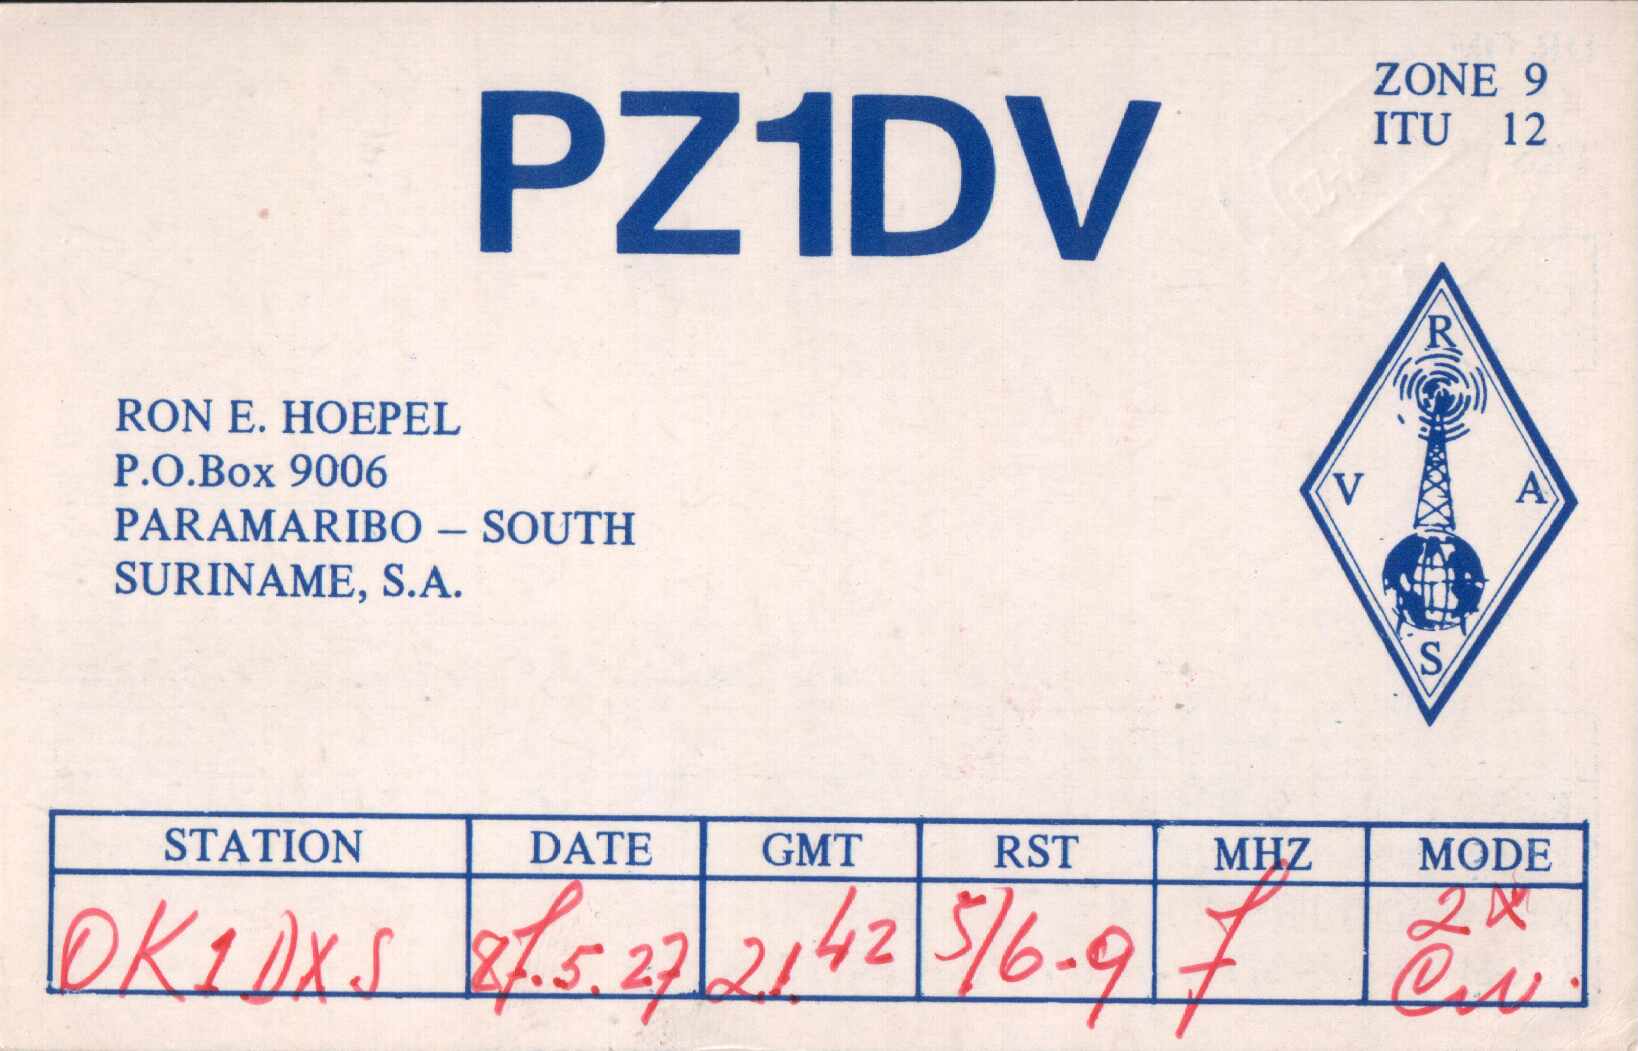 PZ1DV
ZONE 9
ITU 12
R
V A
S
RON E. HOEPEL
P.O.Box 9006
PARAMARIBO – SOUTH
SURINAME, S.A.
STATION DATE GMT RST MHZ MODE
OK1DXS 87.5.27 21.42 5/6-9 7 2x
CW.